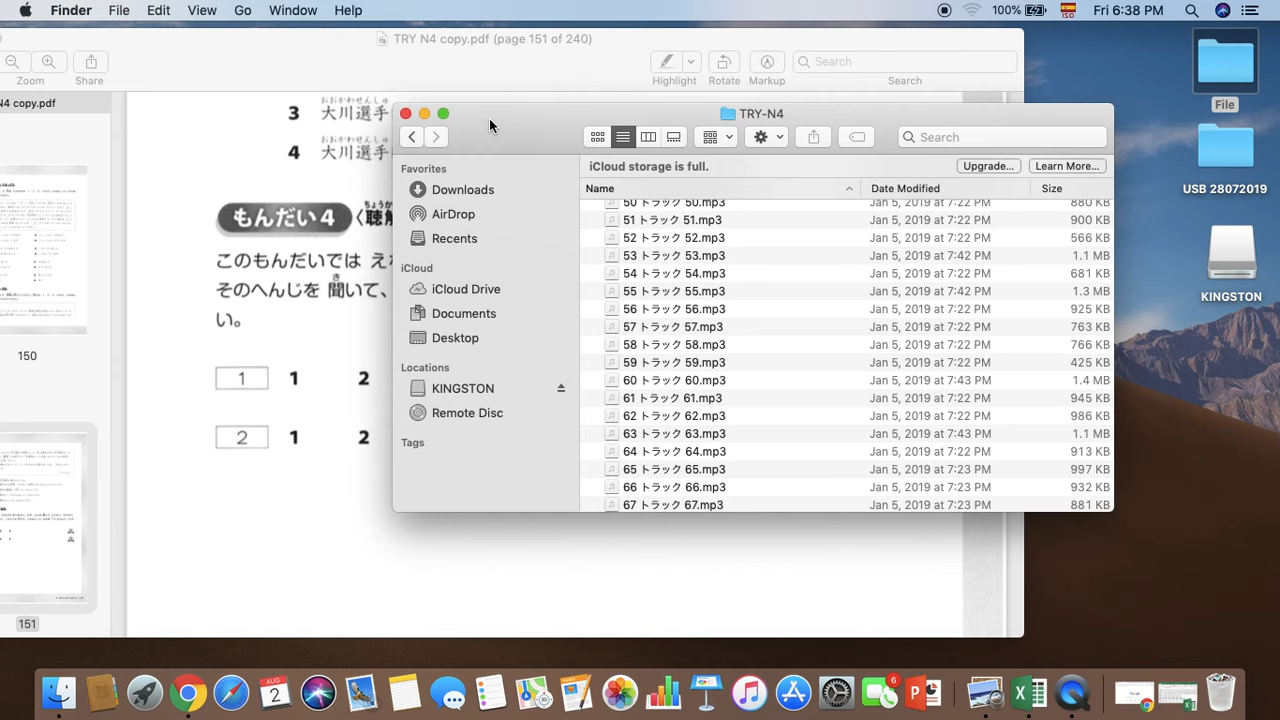 Finder File Edit View Go Window Help 100% ISO Fri 6:38 PM
TRY N4 copy.pdf (page 151 of 240)
Search
Zoom Share Highlight Rotate Markup Search
N4 copy.pdf
File
USB 28072019
KINGSTON
150
151
3 大川選手
おおかわせんしゅ
4 大川選手
おおかわせんしゅ
もんだい4
このもんだいでは
そのへんじを 聞いて、
き
い。
1 1 2
2 1 2
TRY-N4
Search
Favorites
Downloads
AirDrop
Recents
iCloud
iCloud Drive
Documents
Desktop
Locations
KINGSTON
Remote Disc
Tags
iCloud storage is full. Upgrade... Learn More...
Name Date Modified Size
50 トラック 50.mp3 Jan 5, 2019 at 7:22 PM 880 KB
51 トラック 51.mp3 Jan 5, 2019 at 7:22 PM 900 KB
52 トラック 52.mp3 Jan 5, 2019 at 7:22 PM 566 KB
53 トラック 53.mp3 Jan 5, 2019 at 7:42 PM 1.1 MB
54 トラック 54.mp3 Jan 5, 2019 at 7:22 PM 681 KB
55 トラック 55.mp3 Jan 5, 2019 at 7:42 PM 1.3 MB
56 トラック 56.mp3 Jan 5, 2019 at 7:22 PM 925 KB
57 トラック 57.mp3 Jan 5, 2019 at 7:22 PM 763 KB
58 トラック 58.mp3 Jan 5, 2019 at 7:22 PM 766 KB
59 トラック 59.mp3 Jan 5, 2019 at 7:22 PM 425 KB
60 トラック 60.mp3 Jan 5, 2019 at 7:43 PM 1.4 MB
61 トラック 61.mp3 Jan 5, 2019 at 7:22 PM 945 KB
62 トラック 62.mp3 Jan 5, 2019 at 7:22 PM 986 KB
63 トラック 63.mp3 Jan 5, 2019 at 7:43 PM 1.1 MB
64 トラック 64.mp3 Jan 5, 2019 at 7:22 PM 913 KB
65 トラック 65.mp3 Jan 5, 2019 at 7:23 PM 997 KB
66 トラック 66.mp3 Jan 5, 2019 at 7:23 PM 932 KB
67 トラック 67.mp3 Jan 5, 2019 at 7:23 PM 881 KB
AUG
2
6